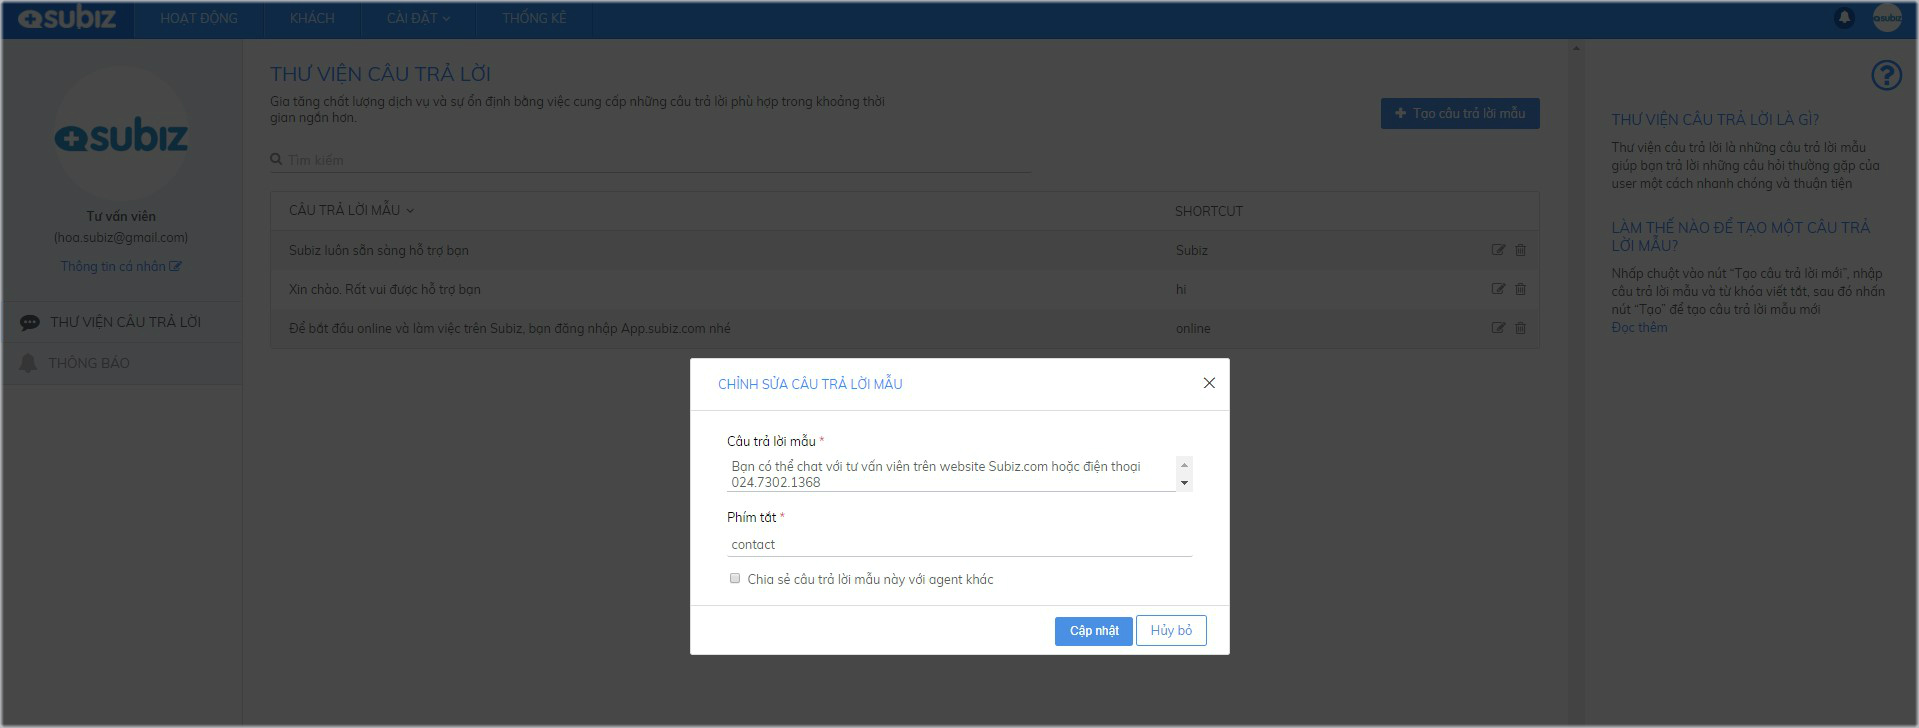 subiz
HOẠT ĐỘNG
KHÁCH
CÀI ĐẶT
THỐNG KÊ
subiz
subiz
Tư vấn viên
(hoa.subiz@gmail.com)
Thông tin cá nhân
THƯ VIỆN CÂU TRẢ LỜI
THÔNG BÁO
THƯ VIỆN CÂU TRẢ LỜI
Gia tăng chất lượng dịch vụ và sự ổn định bằng việc cung cấp những câu trả lời phù hợp trong khoảng thời
gian ngắn hơn.
Tạo câu trả lời mẫu
Tìm kiếm
CÂU TRẢ LỜI MẪU
SHORTCUT
Subiz luôn sẵn sàng hỗ trợ bạn
Subiz
Xin chào. Rất vui được hỗ trợ bạn
hi
Để bắt đầu online và làm việc trên Subiz, bạn đăng nhập App.subiz.com nhé
online
CHỈNH SỬA CÂU TRẢ LỜI MẪU
Câu trả lời mẫu *
Bạn có thể chat với tư vấn viên trên website Subiz.com hoặc điện thoại
024.7302.1368
Phím tắt *
contact
Chia sẻ câu trả lời mẫu này với agent khác
Cập nhật
Hủy bỏ
?
THƯ VIỆN CÂU TRẢ LỜI LÀ GÌ?
Thư viện câu trả lời là những câu trả lời mẫu
giúp bạn trả lời những câu hỏi thường gặp của
user một cách nhanh chóng và thuận tiện
LÀM THẾ NÀO ĐỂ TẠO MỘT CÂU TRẢ
LỜI MẪU?
Nhấp chuột vào nút “Tạo câu trả lời mới”, nhập
câu trả lời mẫu và từ khóa viết tắt, sau đó nhấn
nút “Tạo” để tạo câu trả lời mẫu mới
Đọc thêm